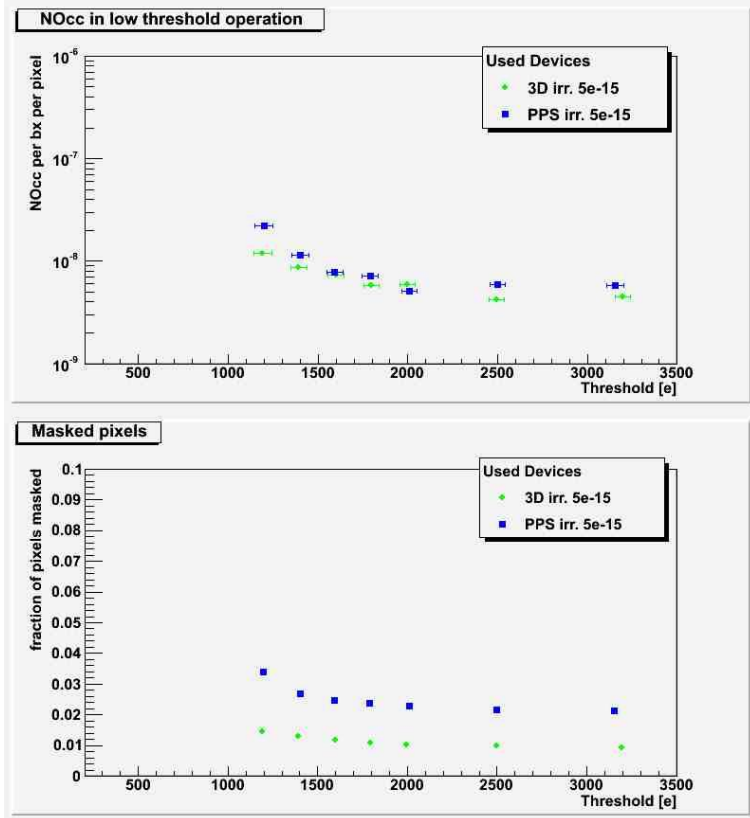 NOcc in low threshold operation
NOcc per bx per pixel
10-6
10-7
10-8
10-9
Used Devices
3D irr. 5e-15
PPS irr. 5e-15
500 1000 1500 2000 2500 3000 3500
Threshold [e]
Masked pixels
fraction of pixels masked
0.1
0.09
0.08
0.07
0.06
0.05
0.04
0.03
0.02
0.01
0
Used Devices
3D irr. 5e-15
PPS irr. 5e-15
500 1000 1500 2000 2500 3000 3500
Threshold [e]